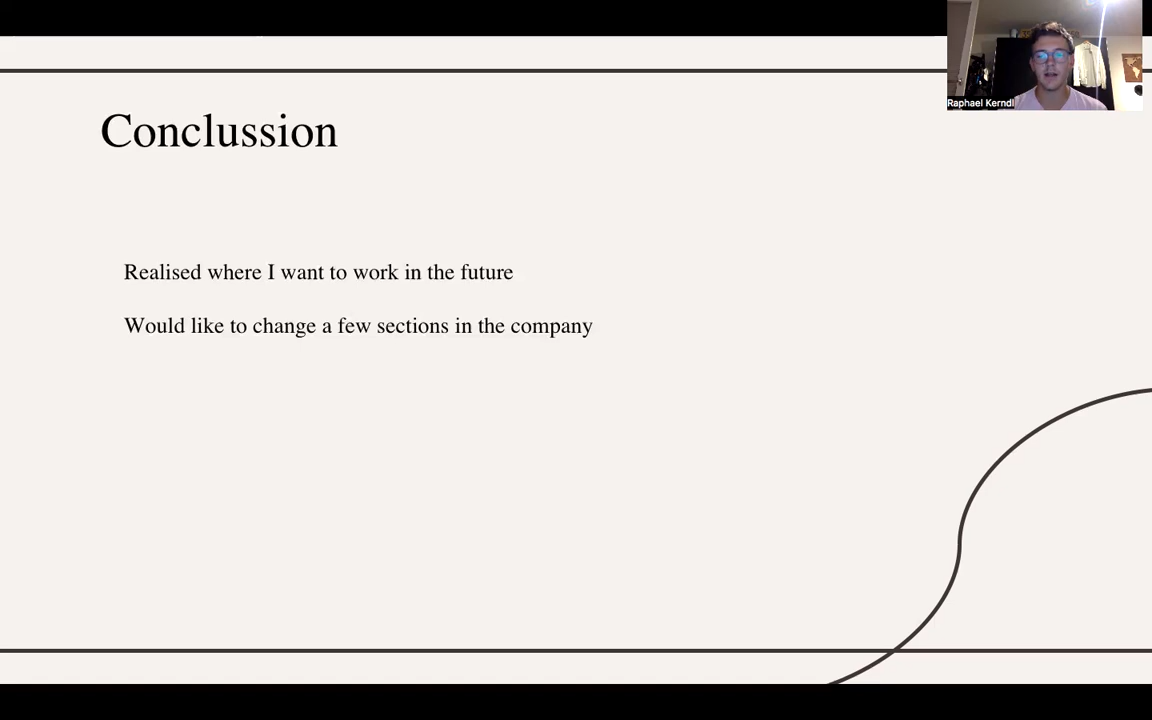 Raphael Kerndl
Conclussion
Realised where I want to work in the future
Would like to change a few sections in the company